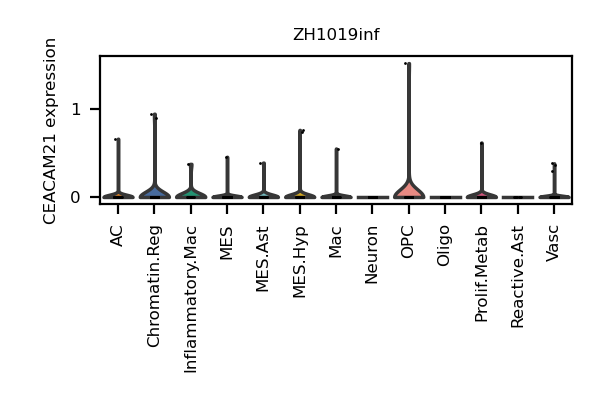 ZH1019inf
CEACAM21 expression
1
0
AC
Chromatin.Reg
Inflammatory.Mac
MES
MES.Ast
MES.Hyp
Mac
Neuron
OPC
Oligo
Prolif.Metab
Reactive.Ast
Vasc